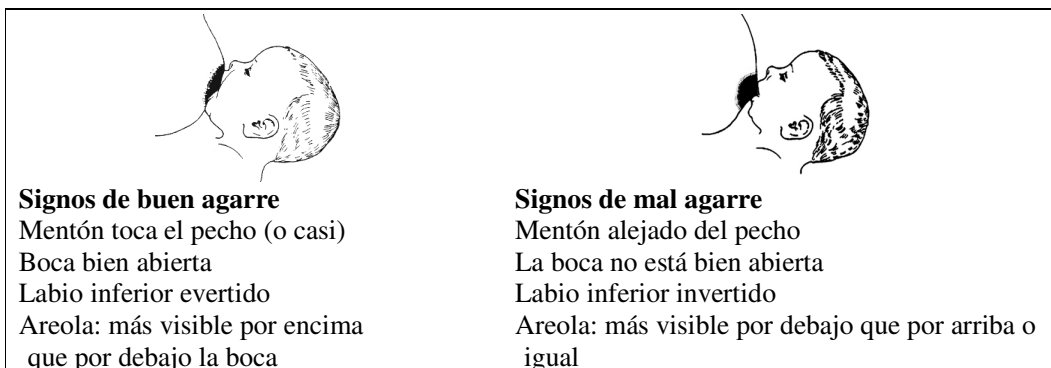 Signos de buen agarre
Mentón toca el pecho (o casi)
Boca bien abierta
Labio inferior evertido
Areola: más visible por encima
que por debajo la boca
Signos de mal agarre
Mentón alejado del pecho
La boca no está bien abierta
Labio inferior invertido
Areola: más visible por debajo que por arriba o
igual